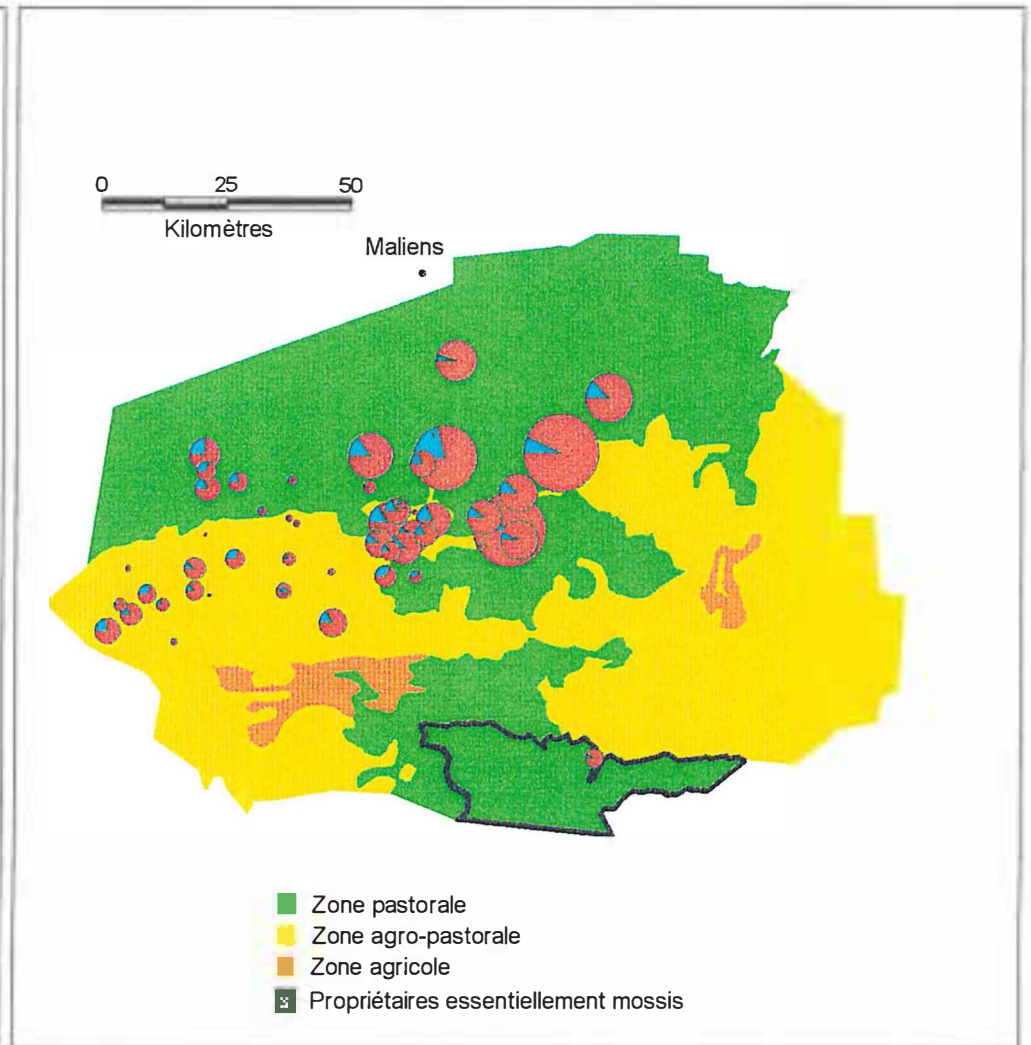 0 25 50
Kilomètres
Maliens
Zone pastorale
Zone agro-pastorale
Zone agricole
Propriétaires essentiellement mossis